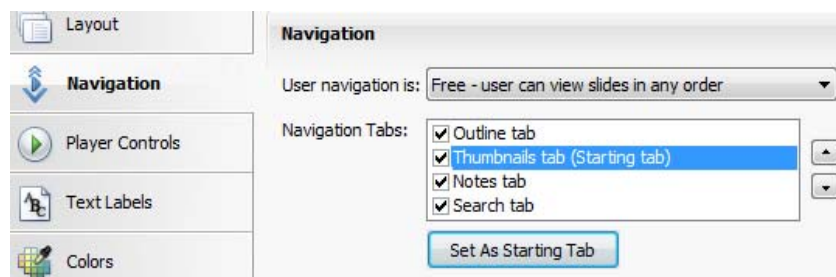 Layout
Navigation
Player Controls
ABC
Text Labels
Colors
Navigation
User navigation is: Free - user can view slides in any order
Navigation Tabs:
Outline tab
Thumbnails tab (Starting tab)
Notes tab
Search tab
Set As Starting Tab